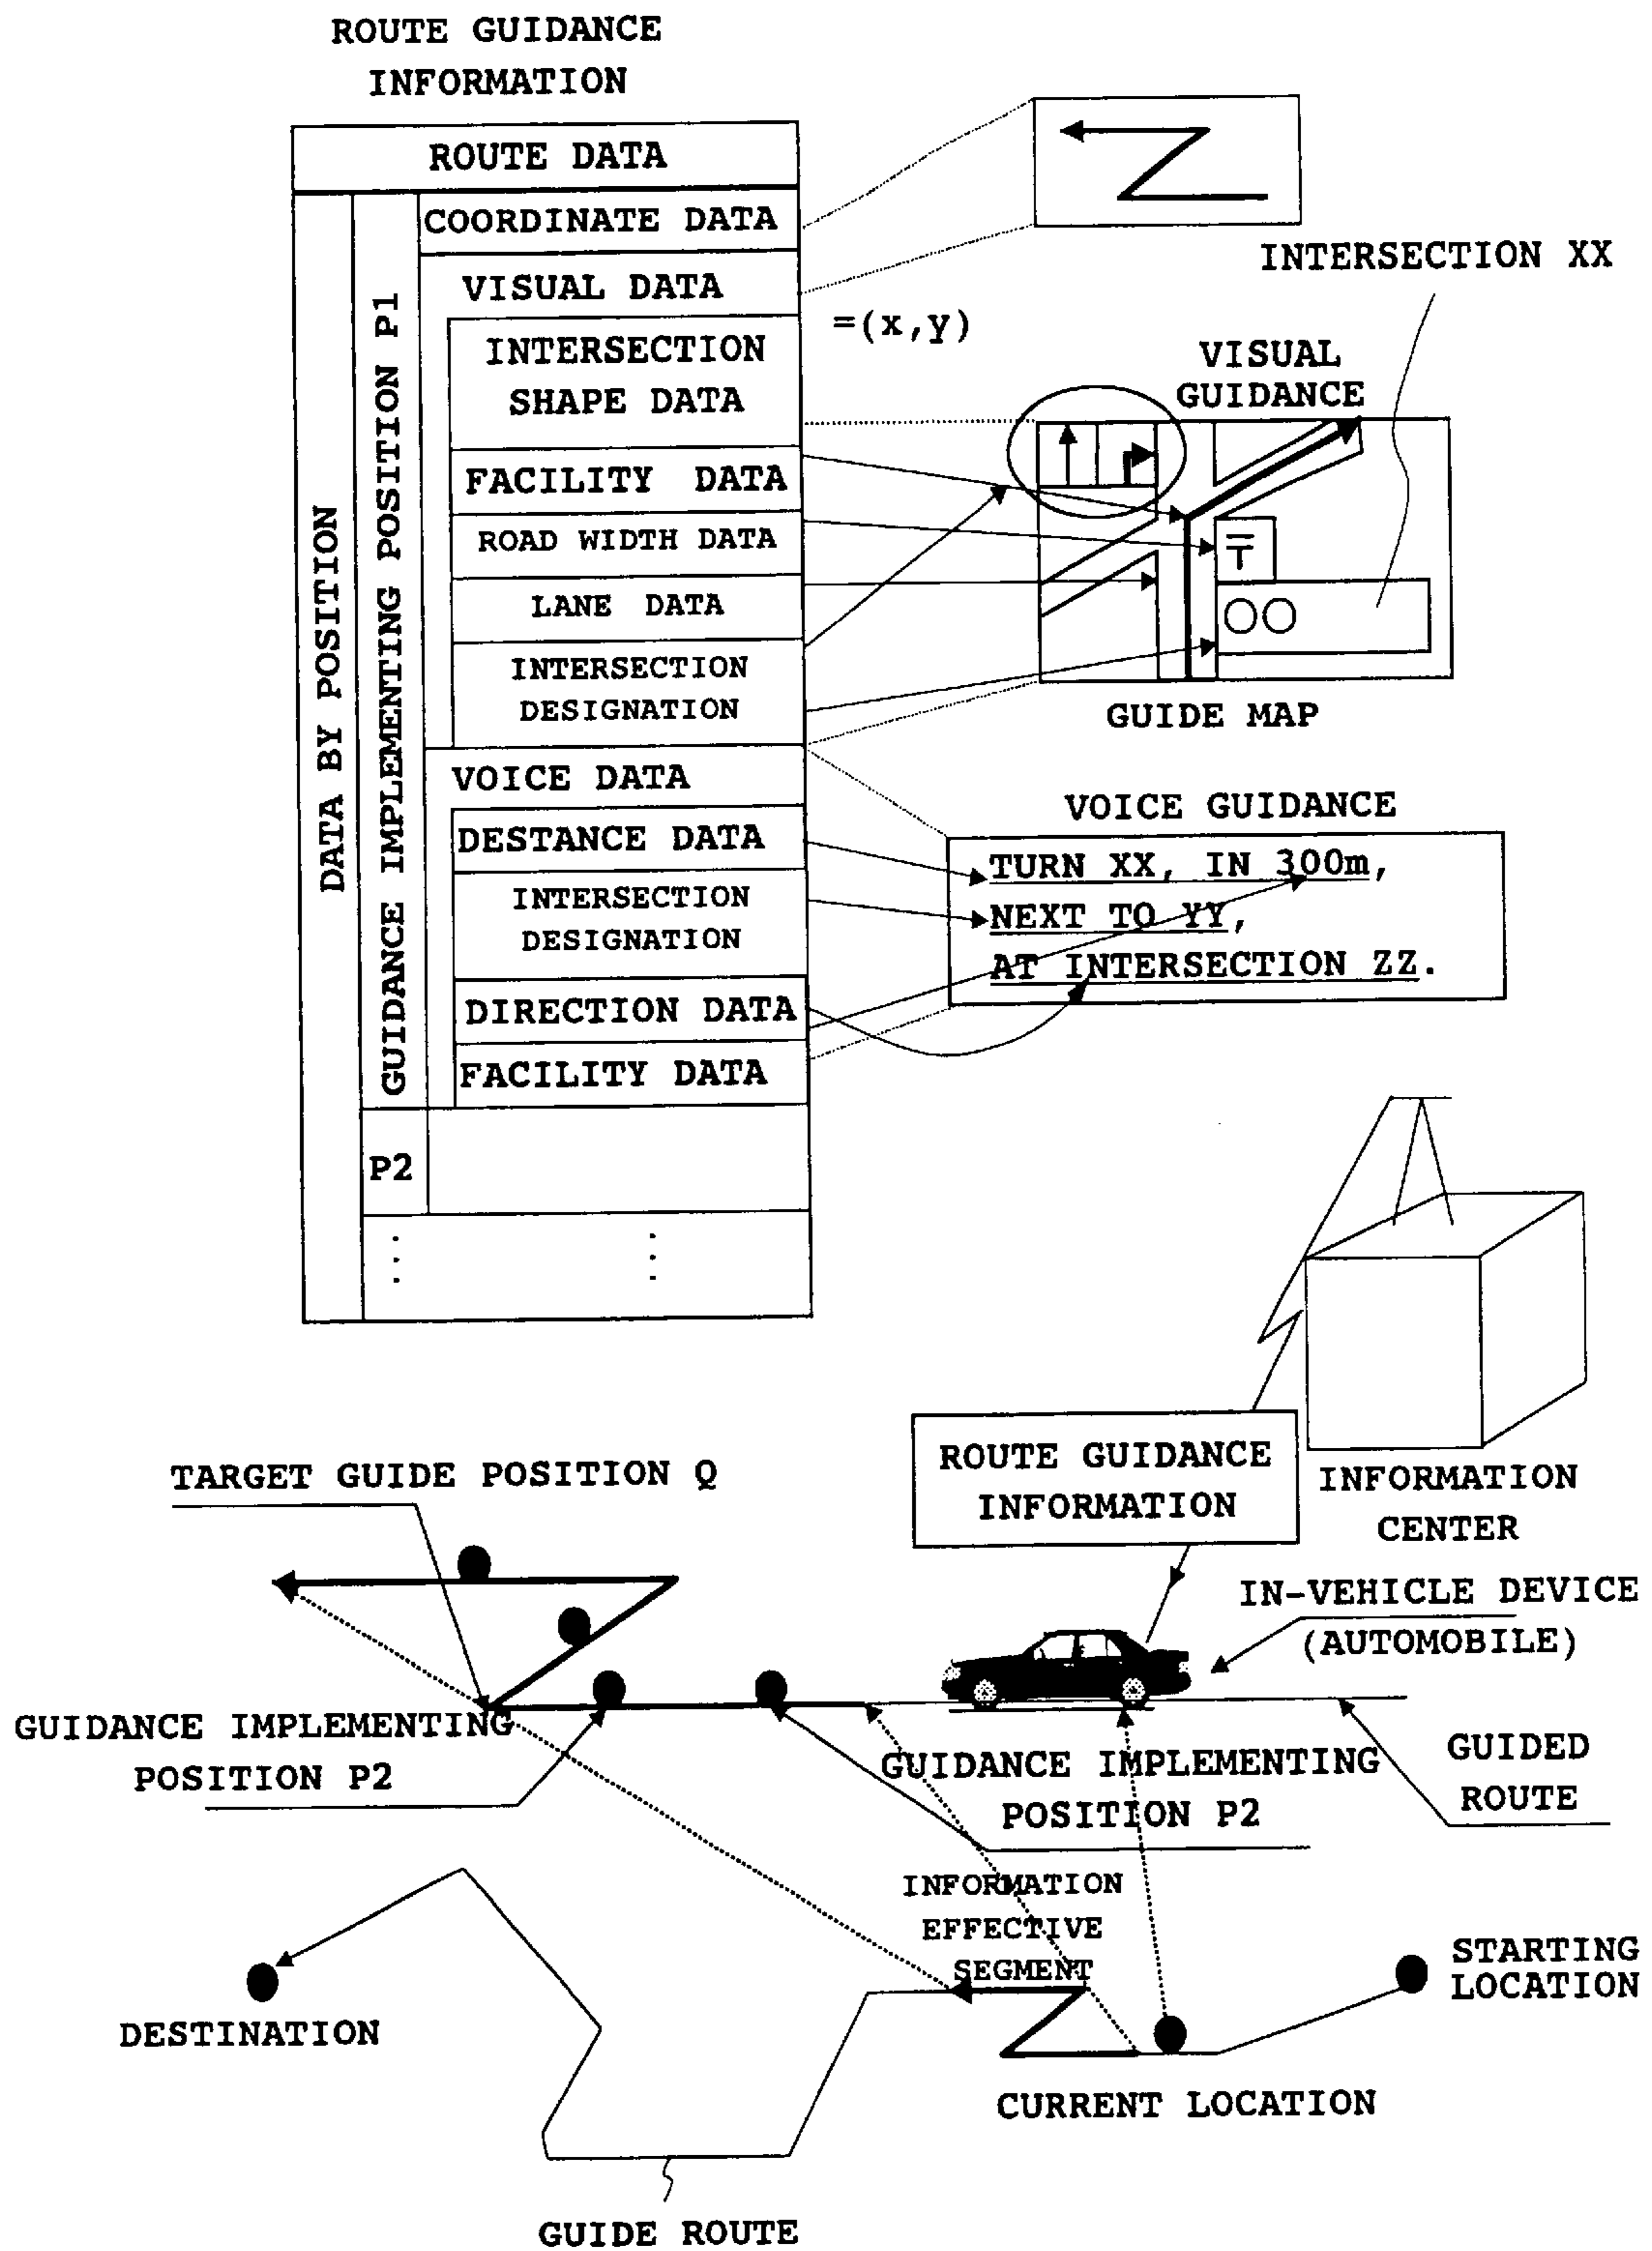 ROUTE GUIDANCE
INFORMATION
ROUTE DATA
DATA BY POSITION
GUIDANCE IMPLEMENTING POSITION P1
COORDINATE DATA
VISUAL DATA
INTERSECTION
SHAPE DATA
FACILITY DATA
ROAD WIDTH DATA
LANE DATA
INTERSECTION
DESIGNATION
VOICE DATA
DESTANCE DATA
INTERSECTION
DESIGNATION
DIRECTION DATA
FACILITY DATA
P2
=(x,y)
INTERSECTION XX
VISUAL
GUIDANCE
〒
GUIDE MAP
VOICE GUIDANCE
TURN XX, IN 300m,
NEXT TO YY,
AT INTERSECTION ZZ.
ROUTE GUIDANCE
INFORMATION
INFORMATION
CENTER
TARGET GUIDE POSITION Q
IN-VEHICLE DEVICE
(AUTOMOBILE)
GUIDANCE IMPLEMENTING
POSITION P2
GUIDANCE IMPLEMENTING
POSITION P2
GUIDED
ROUTE
INFORMATION
EFFECTIVE
SEGMENT
STARTING
LOCATION
DESTINATION
CURRENT LOCATION
GUIDE ROUTE